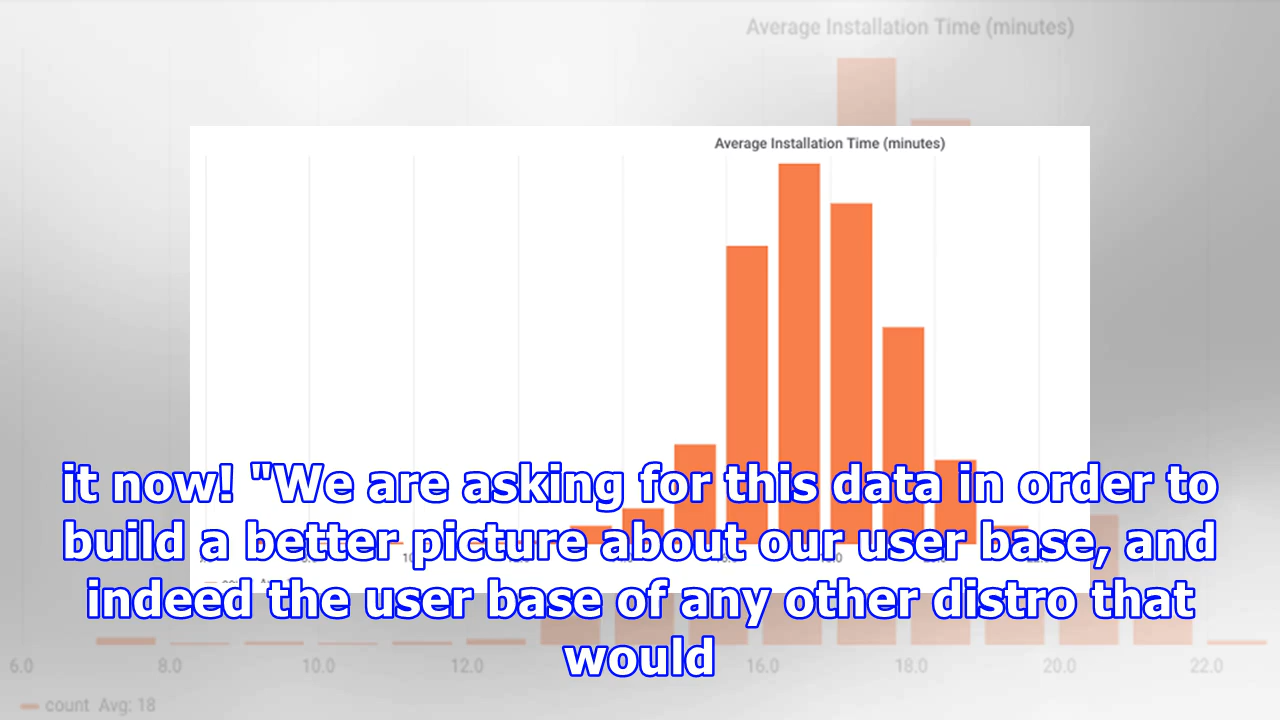 Average Installation Time (minutes)
Average Installation Time (minutes)
it now! "We are asking for this data in order to
build a better picture about our user base, and
indeed the user base of any other distro that
would
6.0 8.0 10.0 12.0 16.0 18.0 20.0 22.0
count Avg: 18